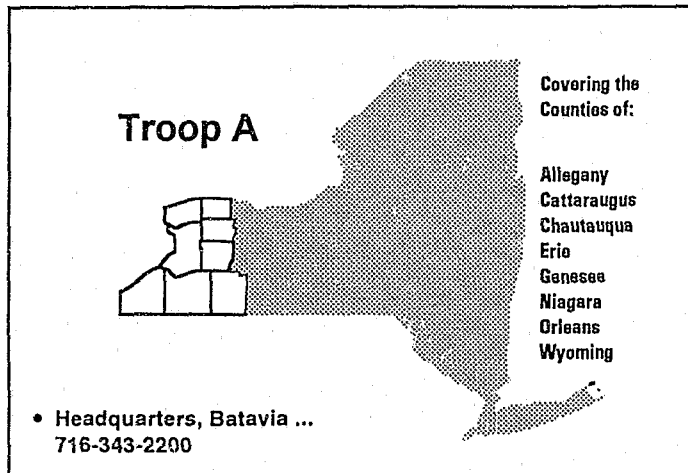 Troop A
Covering the
Counties of:
Allegany
Cattaraugus
Chautauqua
Erie
Genesee
Niagara
Orleans
Wyoming
• Headquarters, Batavia ...
716-343-2200